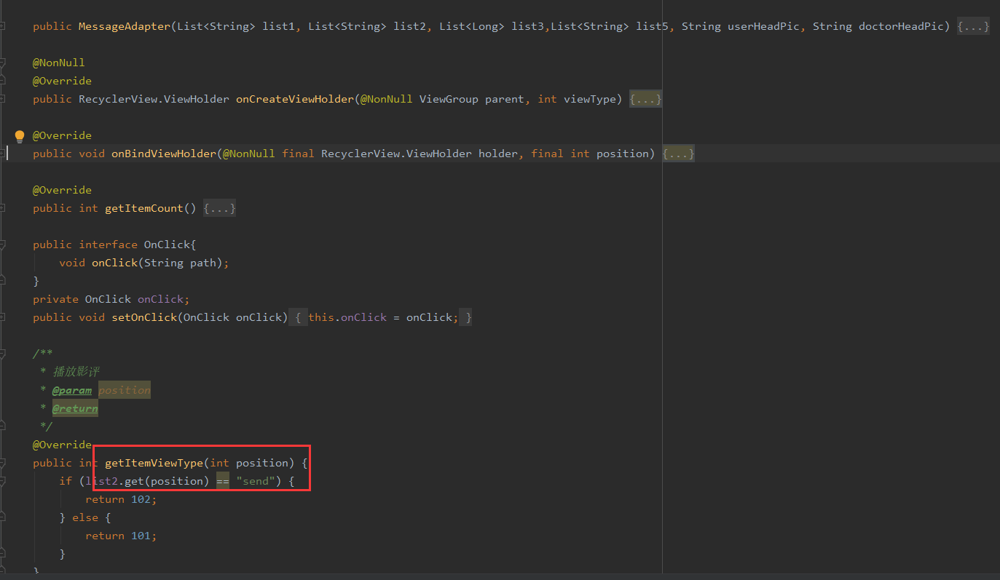 public MessageAdapter(List<String> list1, List<String> list2, List<Long> list3,List<String> list5, String userHeadPic, String doctorHeadPic) {...}
@NonNull
@Override
public RecyclerView.ViewHolder onCreateViewHolder(@NonNull ViewGroup parent, int viewType) {...}
@Override
public void onBindViewHolder(@NonNull final RecyclerView.ViewHolder holder, final int position) {...}
@Override
public int getItemCount() {...}
public interface OnClick{
void onClick(String path);
}
private OnClick onClick;
public void setOnClick(OnClick onClick) { this.onClick = onClick; }
/**
* 播放影评
* @param position
* @return
*/
@Override
public int getItemViewType(int position) {
if (list2.get(position) == "send") {
return 102;
} else {
return 101;
}
}